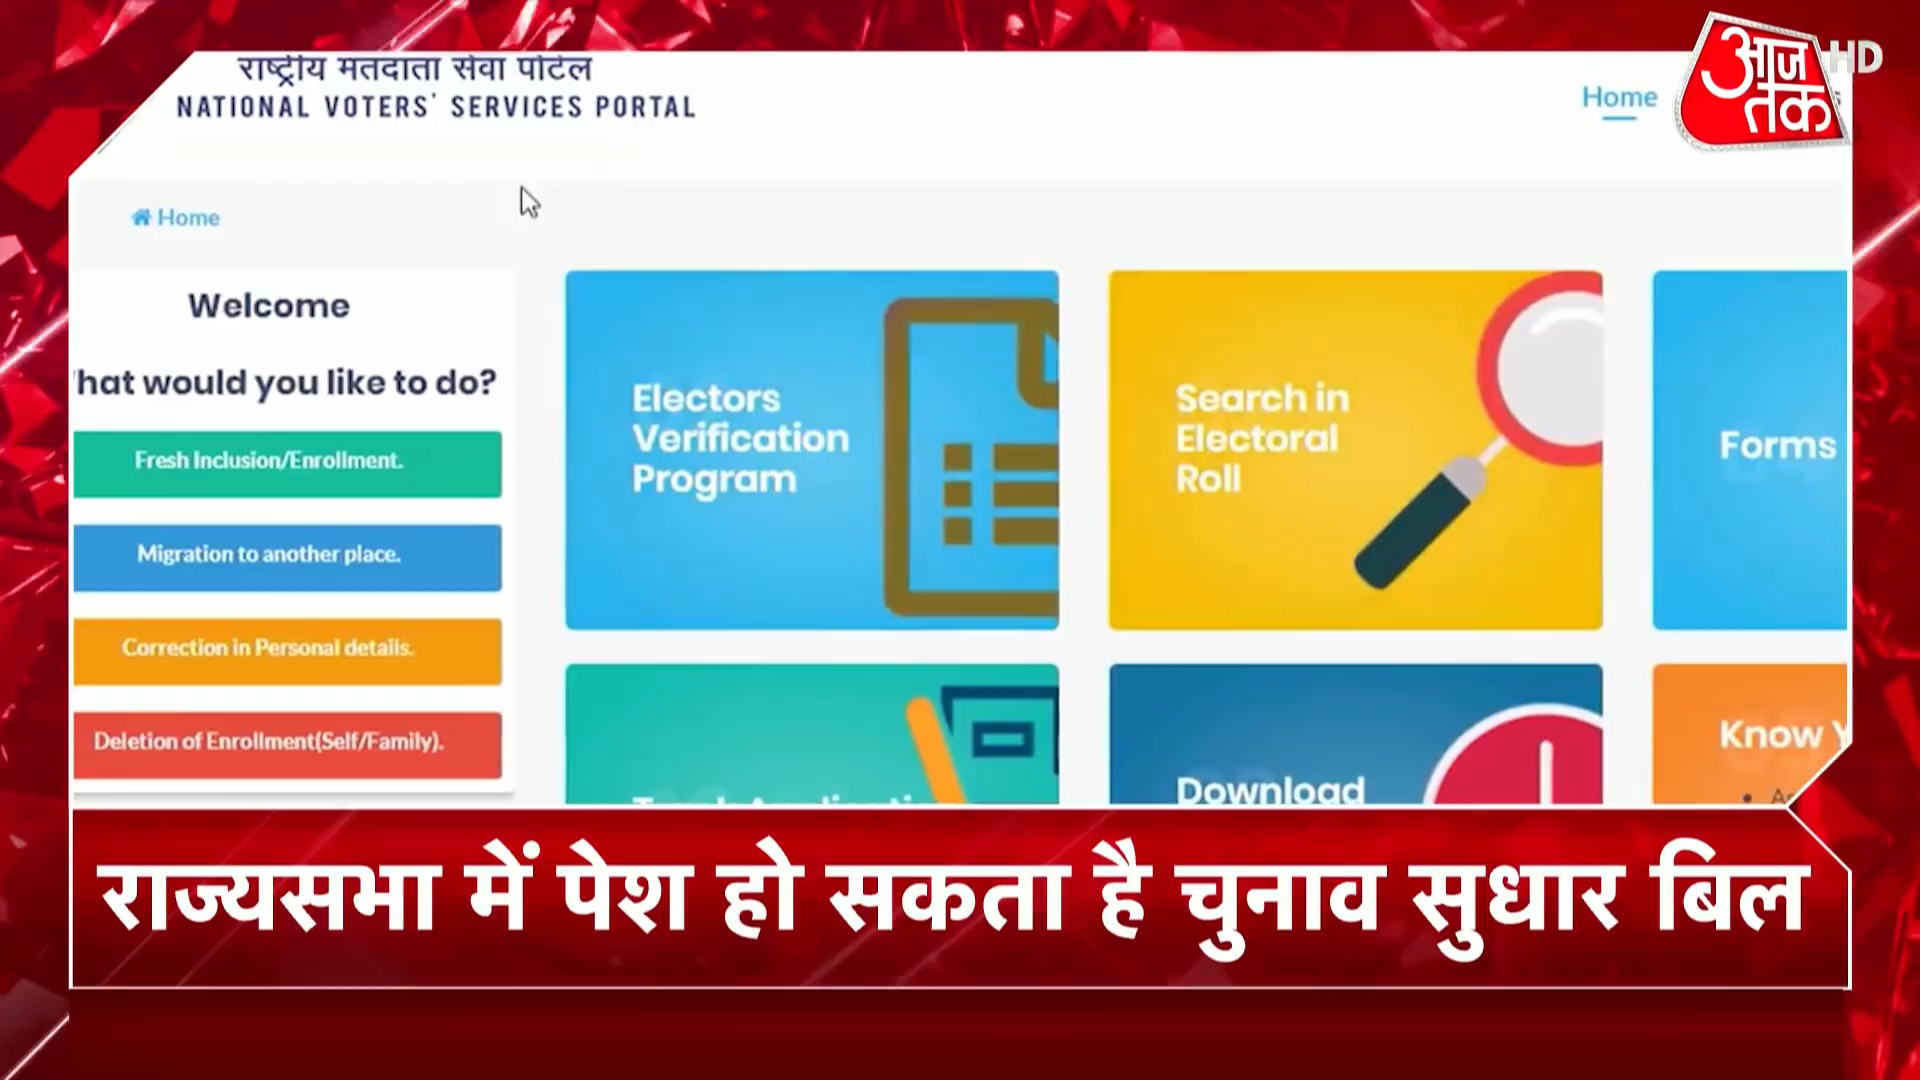 राष्ट्रीय मतदाता सेवा पोर्टल
NATIONAL VOTERS' SERVICES PORTAL
Home
आज तक HD
Home
Welcome
hat would you like to do?
Fresh Inclusion/Enrollment.
Migration to another place.
Correction in Personal details.
Deletion of Enrollment(Self/Family).
Electors
Verification
Program
Search in
Electoral
Roll
Forms
Download
Know Y
राज्यसभा में पेश हो सकता है चुनाव सुधार बिल